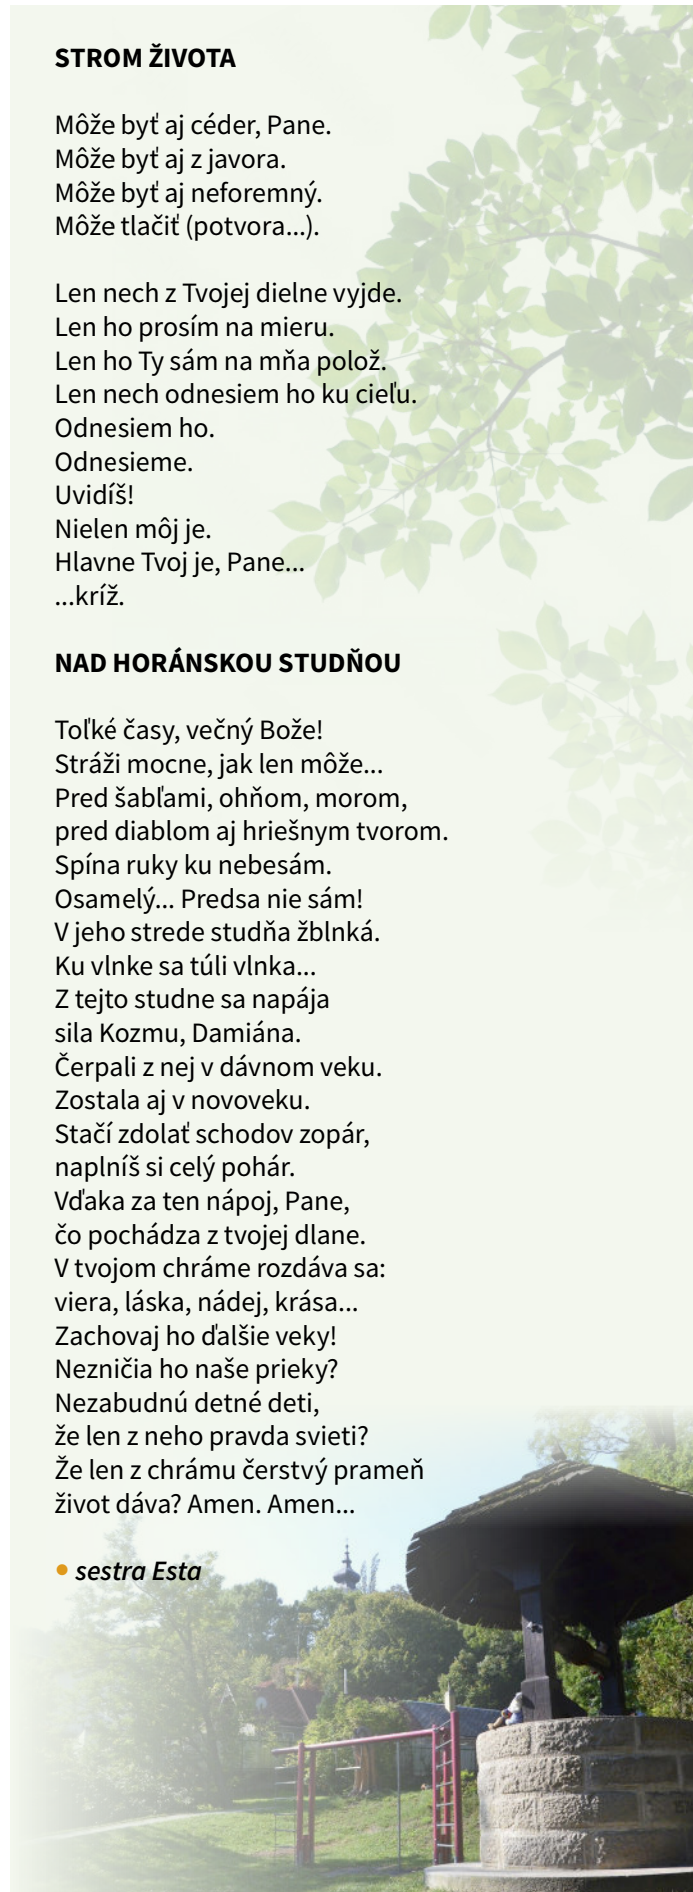 STROM ŽIVOTA
Môže byť aj céder, Pane.
Môže byť aj z javora.
Môže byť aj neforemný.
Môže tlačiť (potvora...).
Len nech z Tvojej dielne vyjde.
Len ho prosím na mieru.
Len ho Ty sám na mňa polož.
Len nech odnesiem ho ku cieľu.
Odnesiem ho.
Odnesieme.
Uvidíš!
Nielen môj je.
Hlavne Tvoj je, Pane...
...kríž.
NAD HORÁNSKOU STUDŇOU
Toľké časy, večný Bože!
Stráži mocne, jak len môže...
Pred šabľami, ohňom, morom,
pred diablom aj hriešnym tvorom.
Spína ruky ku nebesám.
Osamelý... Predsa nie sám!
V jeho strede studňa žblnká.
Ku vlnke sa túli vlnka...
Z tejto studne sa napája
sila Kozmu, Damiána.
Čerpali z nej v dávnom veku.
Zostala aj v novoveku.
Stačí zdolať schodov zopár,
naplníš si celý pohár.
Vďaka za ten nápoj, Pane,
čo pochádza z tvojej dlane.
V tvojom chráme rozdáva sa:
viera, láska, nádej, krása...
Zachovaj ho ďalšie veky!
Nezničia ho naše prieky?
Nezabudnú detné deti,
že len z neho pravda svieti?
Že len z chrámu čerstvý prameň
život dáva? Amen. Amen...
• sestra Esta